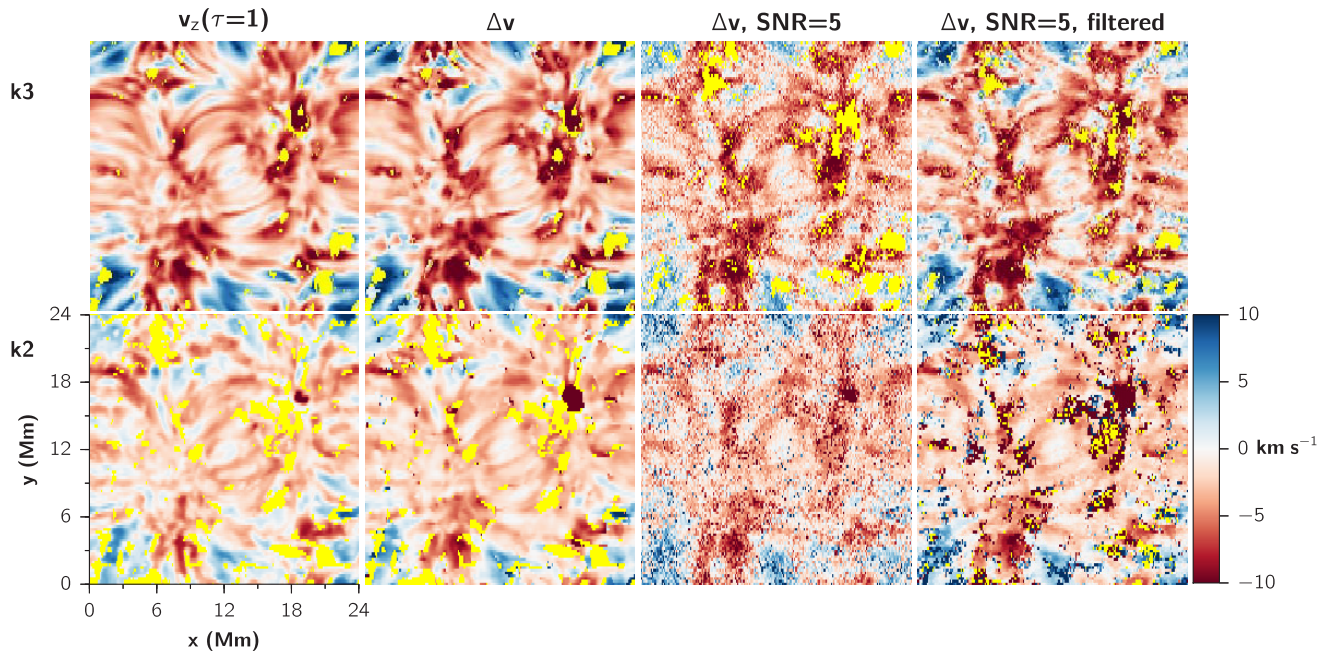 v_z(τ=1)
Δv
Δv, SNR=5
Δv, SNR=5, filtered
k3
k2
24
18
12
6
0
y (Mm)
0 6 12 18 24
x (Mm)
10
5
0 km s⁻¹
−5
−10